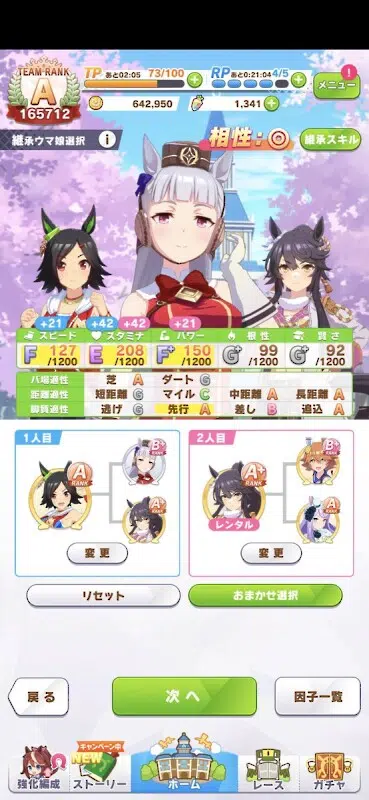 TEAM RANK
A
165712
TP あと02:05 73/100
RP あと0:21:04 4/5
メニュー
642,950
1,341
継承ウマ娘選択
相性:◎
継承スキル
+21 +42 +42 +21
スピード スタミナ パワー 根性 賢さ
F 127/1200 E 208/1200 F+ 150/1200 G+ 99/1200 G+ 92/1200
バ場適性 芝 A ダート G
距離適性 短距離 G マイル C 中距離 A 長距離 A
脚質適性 逃げ G 先行 A 差し B 追込 A
1人目 2人目
A RANK B+ RANK A+ RANK B+ RANK
A RANK
レンタル
変更 変更
リセット おまかせ選択
戻る 次へ 因子一覧
キャンペーン中
NEW
強化編成 ストーリー ホーム レース ガチャ